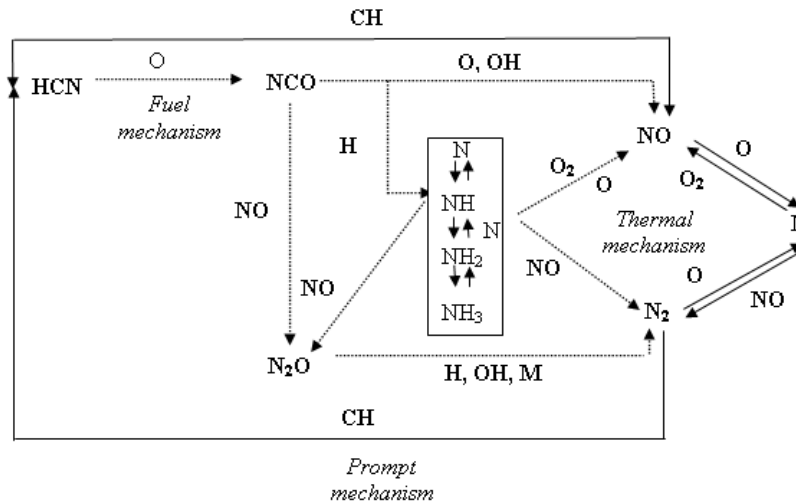 CH
O
O, OH
HCN
NCO
Fuel
mechanism
NO
H
N
O₂
O
O
O₂
NH
NO
N
Thermal
mechanism
NH₂
NO
O
NO
NO
N₂
NH₃
N₂O
H, OH, M
CH
Prompt
mechanism